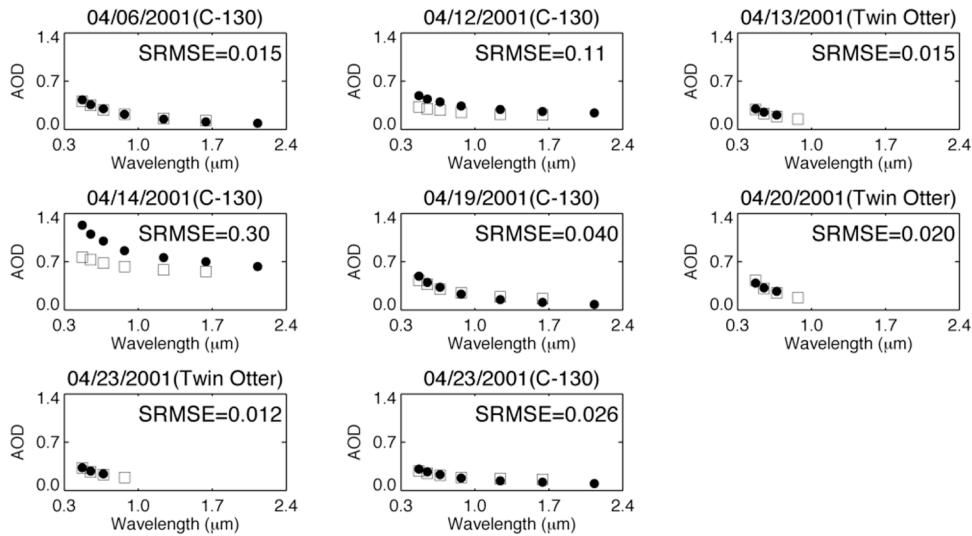 04/06/2001(C-130)
SRMSE=0.015
AOD
1.4
0.7
0.0
0.3 1.0 1.7 2.4
Wavelength (μm)
04/12/2001(C-130)
SRMSE=0.11
AOD
1.4
0.7
0.0
0.3 1.0 1.7 2.4
Wavelength (μm)
04/13/2001(Twin Otter)
SRMSE=0.015
AOD
1.4
0.7
0.0
0.3 1.0 1.7 2.4
Wavelength (μm)
04/14/2001(C-130)
SRMSE=0.30
AOD
1.4
0.7
0.0
0.3 1.0 1.7 2.4
Wavelength (μm)
04/19/2001(C-130)
SRMSE=0.040
AOD
1.4
0.7
0.0
0.3 1.0 1.7 2.4
Wavelength (μm)
04/20/2001(Twin Otter)
SRMSE=0.020
AOD
1.4
0.7
0.0
0.3 1.0 1.7 2.4
Wavelength (μm)
04/23/2001(Twin Otter)
SRMSE=0.012
AOD
1.4
0.7
0.0
0.3 1.0 1.7 2.4
Wavelength (μm)
04/23/2001(C-130)
SRMSE=0.026
AOD
1.4
0.7
0.0
0.3 1.0 1.7 2.4
Wavelength (μm)